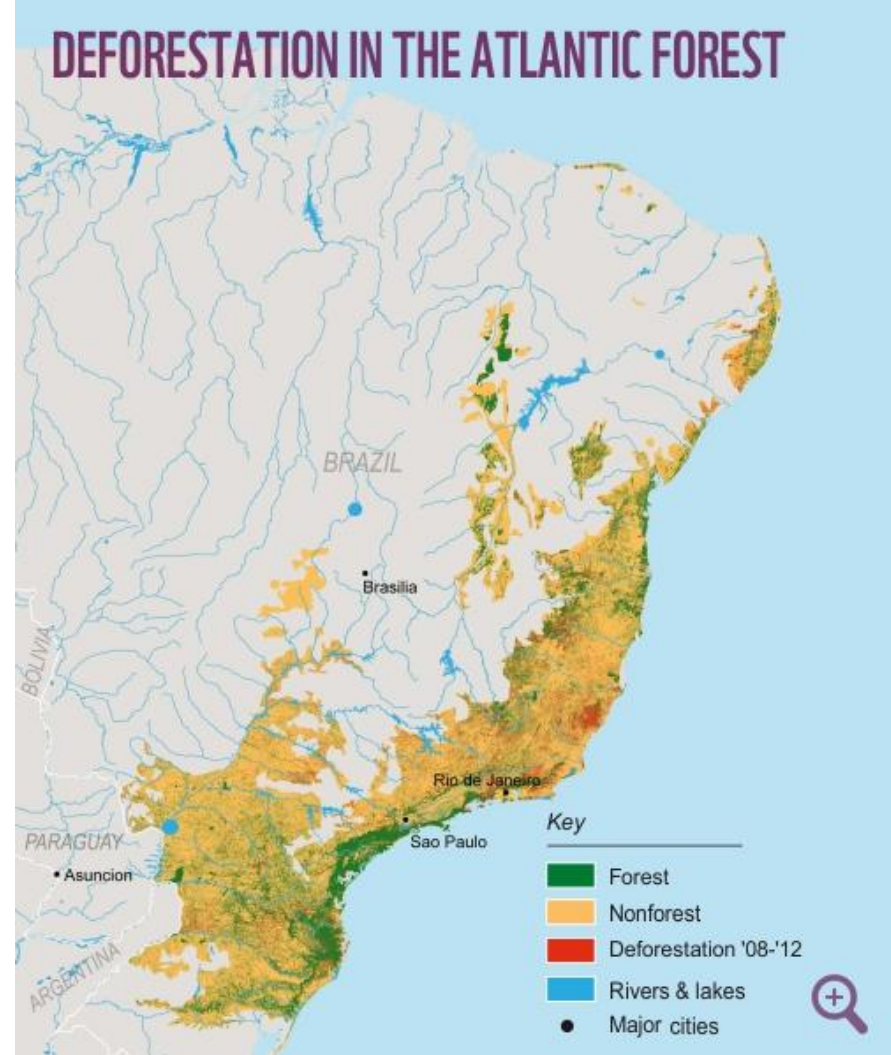 DEFORESTATION IN THE ATLANTIC FOREST
BRAZIL
Brasilia
BOLIVIA
Rio de Janeiro
Sao Paulo
PARAGUAY
Asuncion
ARGENTINA
Key
Forest
Nonforest
Deforestation '08-'12
Rivers & lakes
Major cities